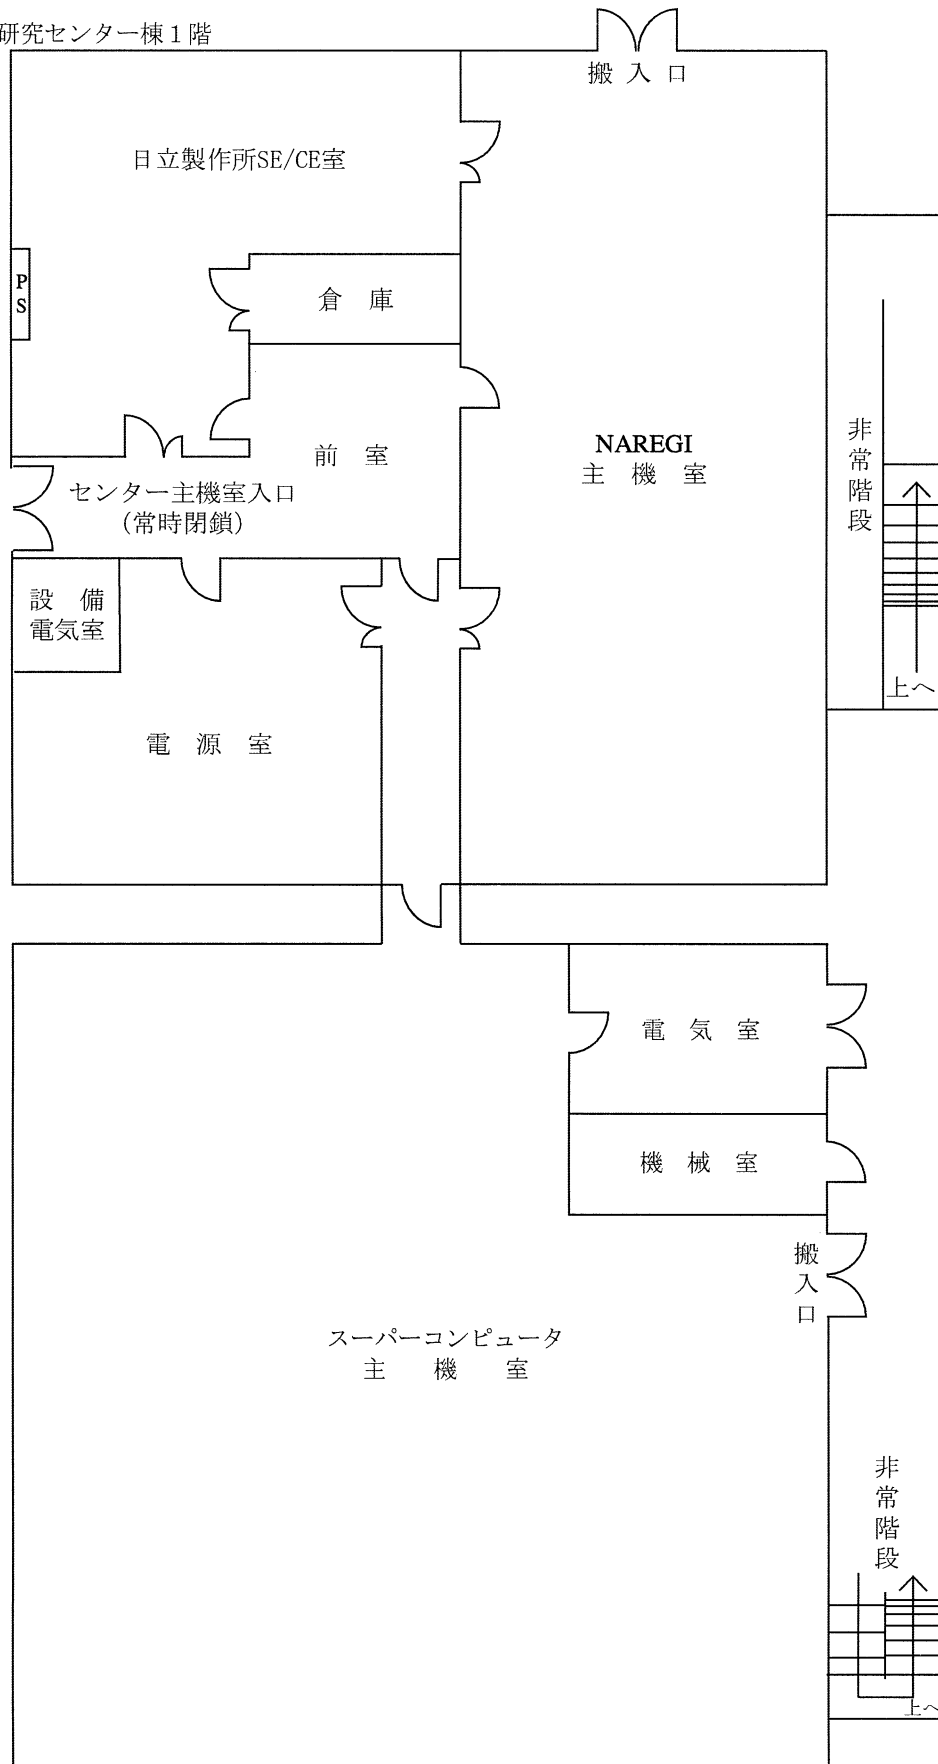 研究センター棟１階
搬 入 口
日立製作所SE/CE室
P
S
倉　庫
前　室
NAREGI
主　機　室
非
常
階
段
センター主機室入口
(常時閉鎖)
設　備
電気室
上へ
電　源　室
電　気　室
機　械　室
搬
入
口
スーパーコンピュータ
主　　機　　室
非
常
階
段
上へ